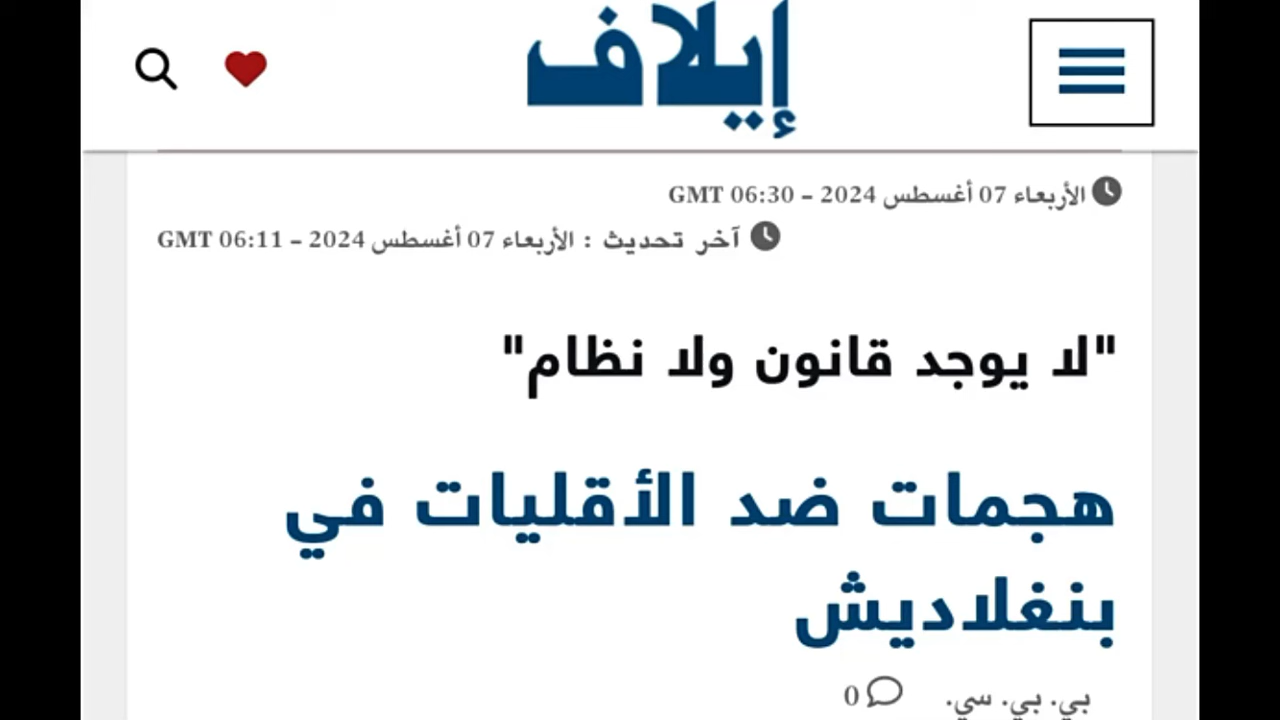 إيلاف
الأربعاء 07 أغسطس 2024 - 06:30 GMT
آخر تحديث : الأربعاء 07 أغسطس 2024 - 06:11 GMT
"لا يوجد قانون ولا نظام"
هجمات ضد الأقليات في
بنغلاديش
بي. بي. سي. 0